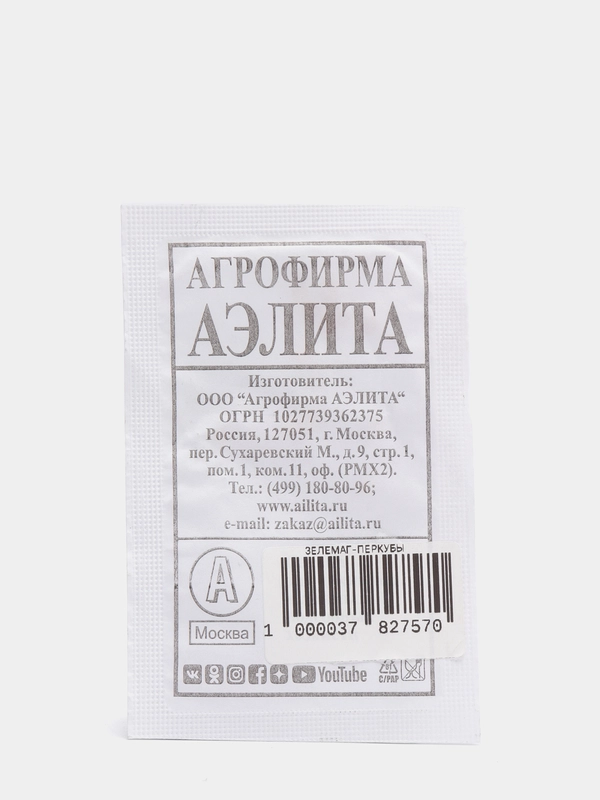 АГРОФИРМА
АЭЛИТА
Изготовитель:
ООО “Агрофирма АЭЛИТА“
ОГРН 1027739362375
Россия, 127051, г. Москва,
пер. Сухаревский М., д. 9, стр. 1,
пом. 1, ком. 11, оф. (РМХ2).
Тел.: (499) 180-80-96;
www.ailita.ru
e-mail: zakaz@ailita.ru
ЗЕЛЕМАГ-ПЕРКУБЫ
А
1 000037 827570
Москва
YouTube
C/PAP